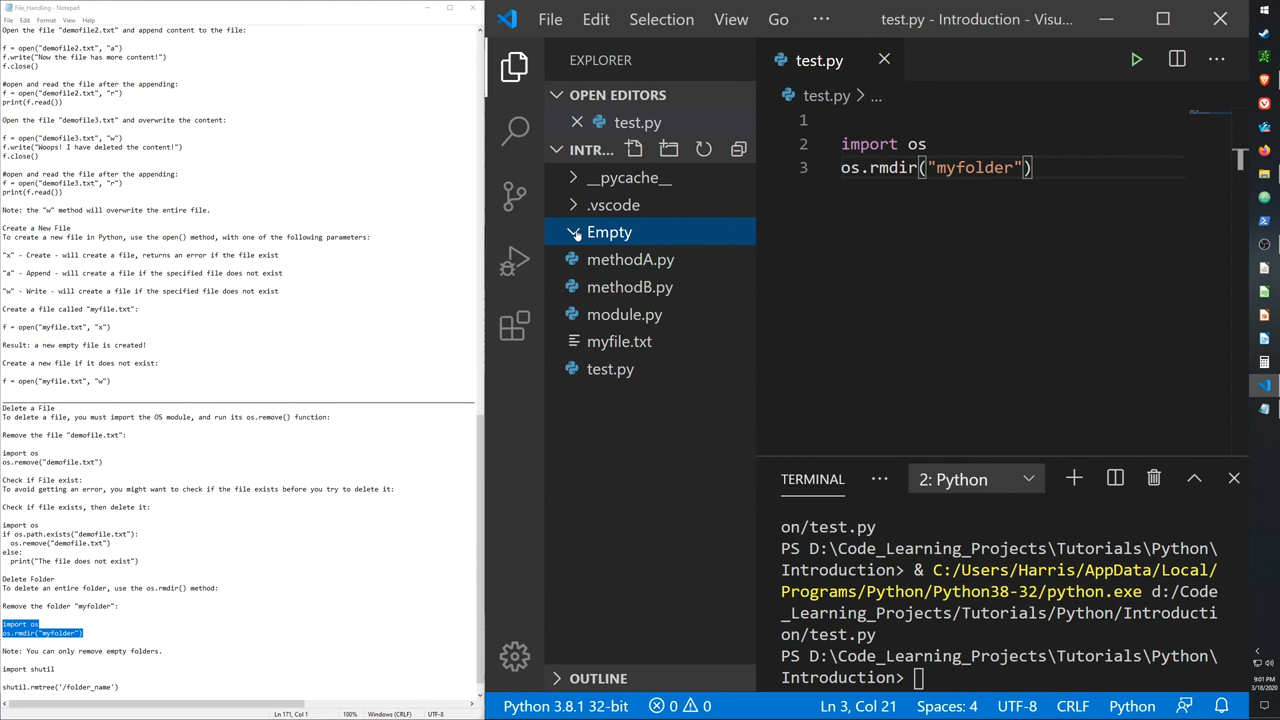 File_Handling - Notepad
File Edit Format View Help
Open the file "demofile2.txt" and append content to the file:
f = open("demofile2.txt", "a")
f.write("Now the file has more content!")
f.close()
#open and read the file after the appending:
f = open("demofile2.txt", "r")
print(f.read())
Open the file "demofile3.txt" and overwrite the content:
f = open("demofile3.txt", "w")
f.write("Woops! I have deleted the content!")
f.close()
#open and read the file after the appending:
f = open("demofile3.txt", "r")
print(f.read())
Note: the "w" method will overwrite the entire file.
Create a New File
To create a new file in Python, use the open() method, with one of the following parameters:
"x" - Create - will create a file, returns an error if the file exist
"a" - Append - will create a file if the specified file does not exist
"w" - Write - will create a file if the specified file does not exist
Create a file called "myfile.txt":
f = open("myfile.txt", "x")
Result: a new empty file is created!
Create a new file if it does not exist:
f = open("myfile.txt", "w")
Delete a File
To delete a file, you must import the OS module, and run its os.remove() function:
Remove the file "demofile.txt":
import os
os.remove("demofile.txt")
Check if File exist:
To avoid getting an error, you might want to check if the file exists before you try to delete it:
Check if file exists, then delete it:
import os
if os.path.exists("demofile.txt"):
os.remove("demofile.txt")
else:
print("The file does not exist")
Delete Folder
To delete an entire folder, use the os.rmdir() method:
Remove the folder "myfolder":
import os
os.rmdir("myfolder")
Note: You can only remove empty folders.
import shutil
shutil.rmtree('/folder_name')
Ln 171, Col 1 100% Windows (CRLF) UTF-8
File Edit Selection View Go ··· test.py - Introduction - Visu...
EXPLORER
OPEN EDITORS
test.py
INTR...
__pycache__
.vscode
Empty
methodA.py
methodB.py
module.py
myfile.txt
test.py
OUTLINE
test.py
test.py > ...
1
2 import os
3 os.rmdir("myfolder")
TERMINAL ··· 2: Python
on/test.py
PS D:\Code_Learning_Projects\Tutorials\Python\
Introduction> & C:/Users/Harris/AppData/Local/
Programs/Python/Python38-32/python.exe d:/Code
_Learning_Projects/Tutorials/Python/Introducti
on/test.py
PS D:\Code_Learning_Projects\Tutorials\Python\
Introduction>
Python 3.8.1 32-bit 0 0 Ln 3, Col 21 Spaces: 4 UTF-8 CRLF Python
9:01 PM
3/18/2020